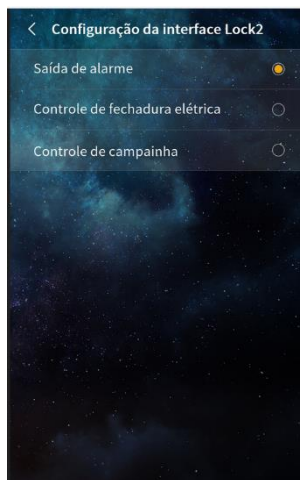 Configuração da interface Lock2
Saída de alarme
Controle de fechadura elétrica
Controle de campainha